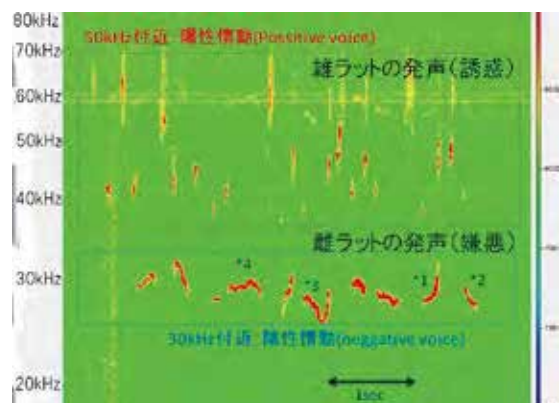 80kHz
50kHz付近 陽性情動(Possitive voice)
70kHz
雄ラットの発声(誘惑)
60kHz
50kHz
40kHz
雌ラットの発声(嫌悪)
30kHz
*4
*3
*1
*2
30kHz付近 陽性情動(neggative voice)
20kHz
1sec